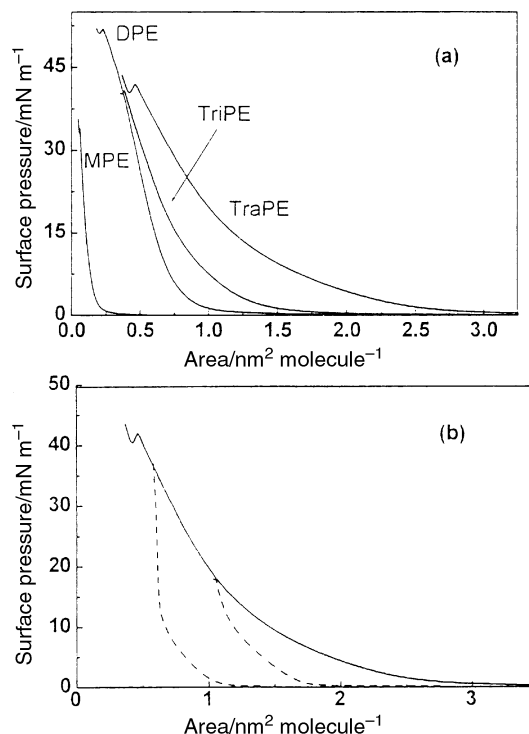 (a)
DPE
TriPE
MPE
TraPE
45
30
15
0
Surface pressure/mN m⁻¹
0.0 0.5 1.0 1.5 2.0 2.5 3.0
Area/nm² molecule⁻¹
(b)
50
40
30
20
10
0
Surface pressure/mN m⁻¹
0 1 2 3
Area/nm² molecule⁻¹